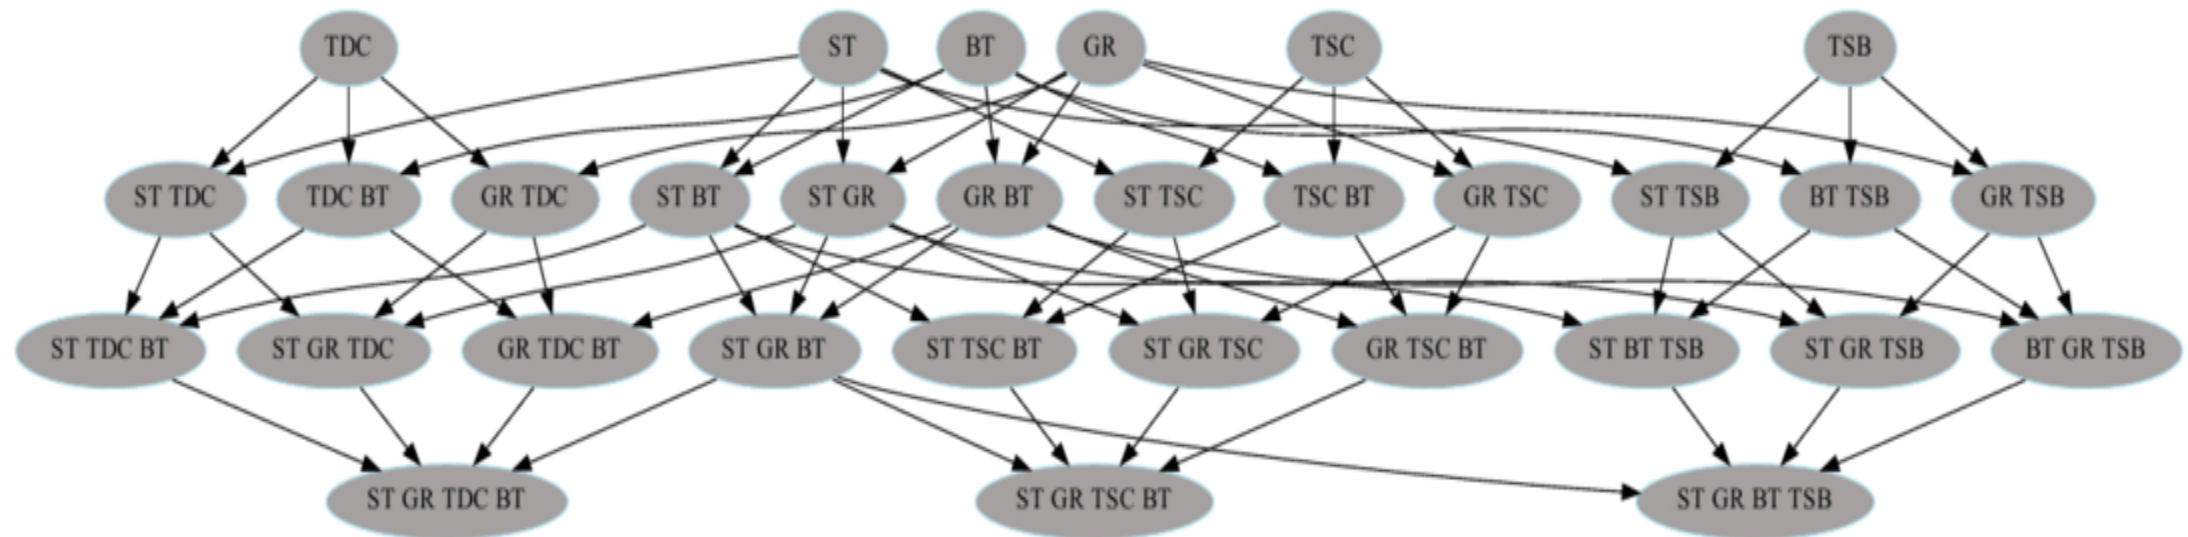 TDC
ST
BT
GR
TSC
TSB
ST TDC
TDC BT
GR TDC
ST BT
ST GR
GR BT
ST TSC
TSC BT
GR TSC
ST TSB
BT TSB
GR TSB
ST TDC BT
ST GR TDC
GR TDC BT
ST GR BT
ST TSC BT
ST GR TSC
GR TSC BT
ST BT TSB
ST GR TSB
BT GR TSB
ST GR TDC BT
ST GR TSC BT
ST GR BT TSB